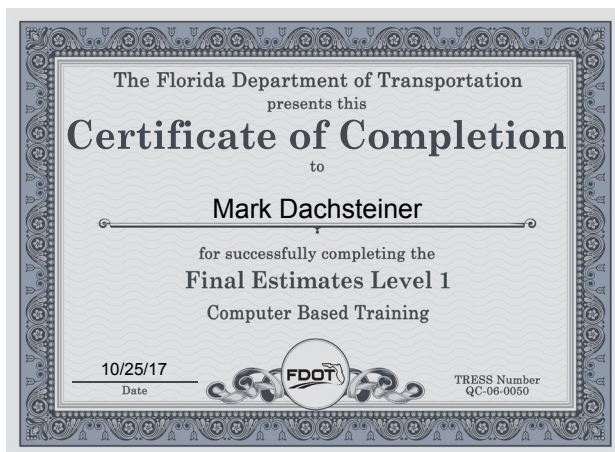 The Florida Department of Transportation
presents this
Certificate of Completion
to
Mark Dachsteiner
for successfully completing the
Final Estimates Level 1
Computer Based Training
10/25/17
Date
FDOT
TRESS Number
QC-06-0050